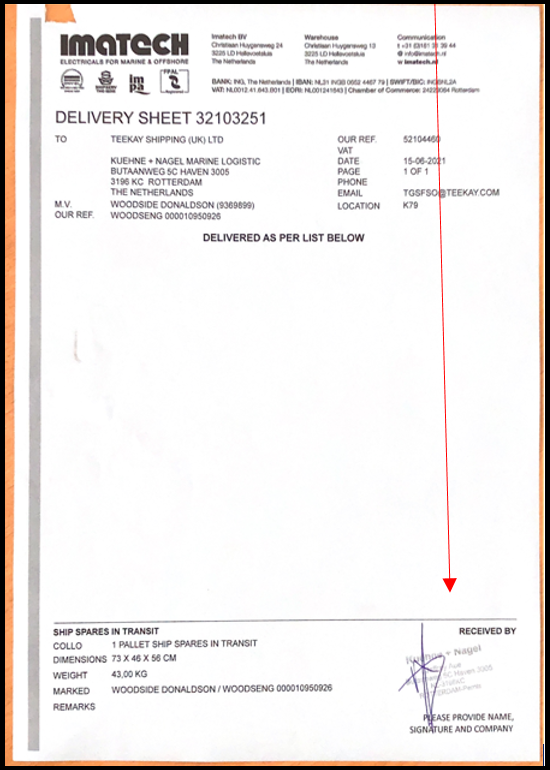 IMATECH
ELECTRICALS FOR MARINE & OFFSHORE
Imatech BV
Christiaan Huygensweg 24
3225 LD Hellevoetsluis
The Netherlands
Warehouse
Christiaan Huygensweg 13
3225 LD Hellevoetsluis
The Netherlands
Communication
t +31 (0)181 31 39 44
@ info@imatech.nl
w imatech.nl
impa
FPAL
BANK: ING, The Netherlands | IBAN: NL31 INGB 0652 4467 79 | SWIFT/BIC: INGBNL2A
VAT: NL0012.41.643.B01 | EORI: NL001241643 | Chamber of Commerce: 24229064 Rotterdam
DELIVERY SHEET 32103251
TO TEEKAY SHIPPING (UK) LTD OUR REF. 52104460
VAT
KUEHNE + NAGEL MARINE LOGISTIC DATE 15-06-2021
BUTAANWEG 5C HAVEN 3005 PAGE 1 OF 1
3196 KC ROTTERDAM PHONE
THE NETHERLANDS EMAIL TGSFSO@TEEKAY.COM
M.V. WOODSIDE DONALDSON (9369899) LOCATION K79
OUR REF. WOODSENG 000010950926
DELIVERED AS PER LIST BELOW
SHIP SPARES IN TRANSIT RECEIVED BY
COLLO 1 PALLET SHIP SPARES IN TRANSIT
DIMENSIONS 73 X 46 X 56 CM
WEIGHT 43,00 KG
MARKED WOODSIDE DONALDSON / WOODSENG 000010950926
REMARKS
Kuehne + Nagel
5C Haven 3005
ROTTERDAM-Pernis
PLEASE PROVIDE NAME,
SIGNATURE AND COMPANY